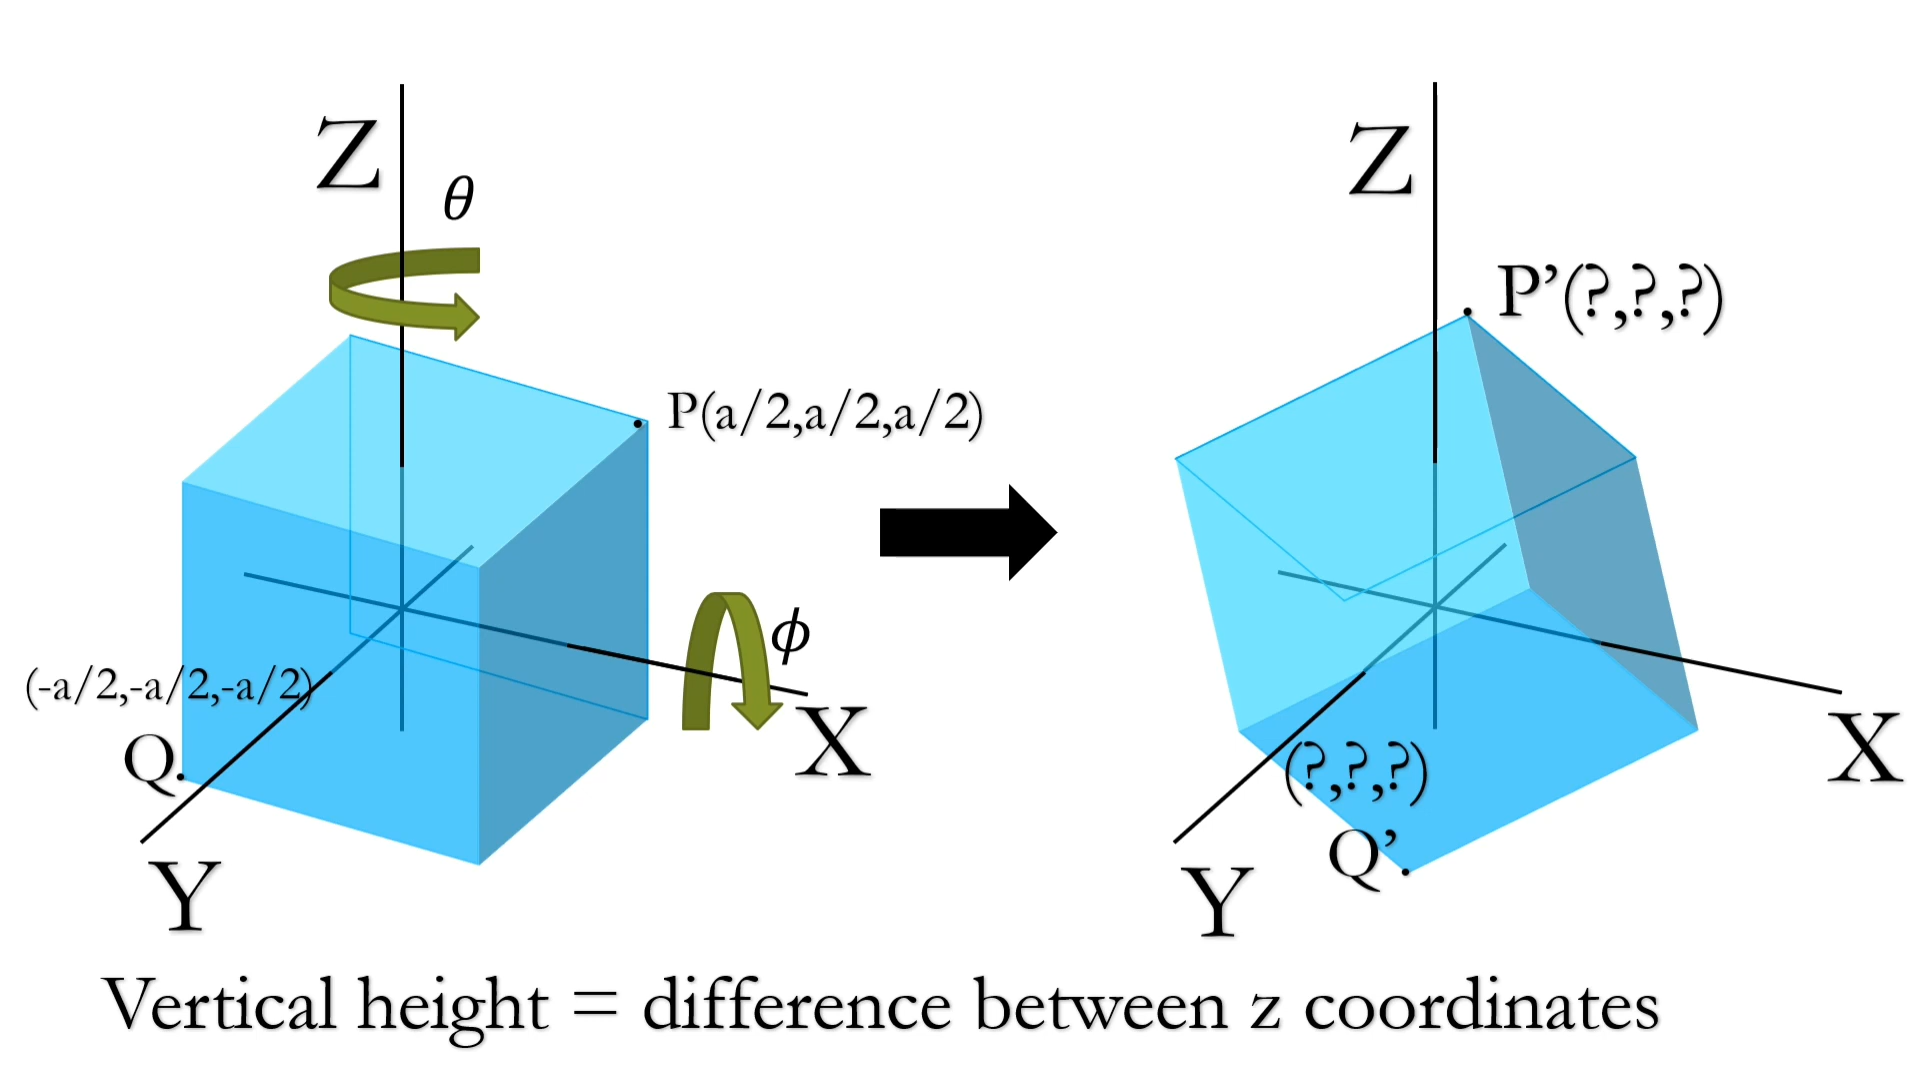 Z
θ
P(a/2,a/2,a/2)
ϕ
(-a/2,-a/2,-a/2)
Q
X
Y
Z
P’(?,?,?)
(?,?,?)
Q’
X
Y
Vertical height = difference between z coordinates